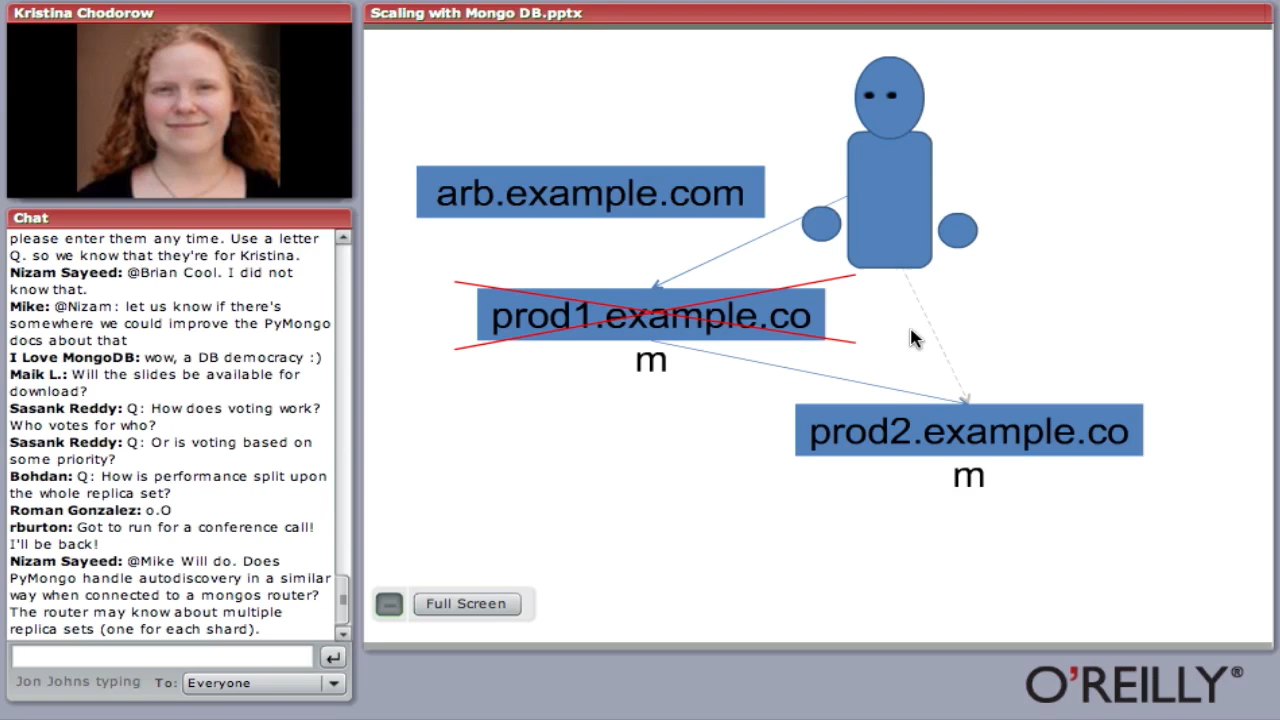 Kristina Chodorow
Scaling with Mongo DB.pptx
Chat
please enter them any time. Use a letter
Q. so we know that they're for Kristina.
Nizam Sayeed: @Brian Cool. I did not
know that.
Mike: @Nizam: let us know if there's
somewhere we could improve the PyMongo
docs about that
I Love MongoDB: wow, a DB democracy :)
Maik L.: Will the slides be available for
download?
Sasank Reddy: Q: How does voting work?
Who votes for who?
Sasank Reddy: Q: Or is voting based on
some priority?
Bohdan: Q: How is performance split upon
the whole replica set?
Roman Gonzalez: o.O
rburton: Got to run for a conference call!
I'll be back!
Nizam Sayeed: @Mike Will do. Does
PyMongo handle autodiscovery in a similar
way when connected to a mongos router?
The router may know about multiple
replica sets (one for each shard).
Jon Johns typing To: Everyone
arb.example.com
prod1.example.co
m
prod2.example.co
m
Full Screen
O'REILLY®